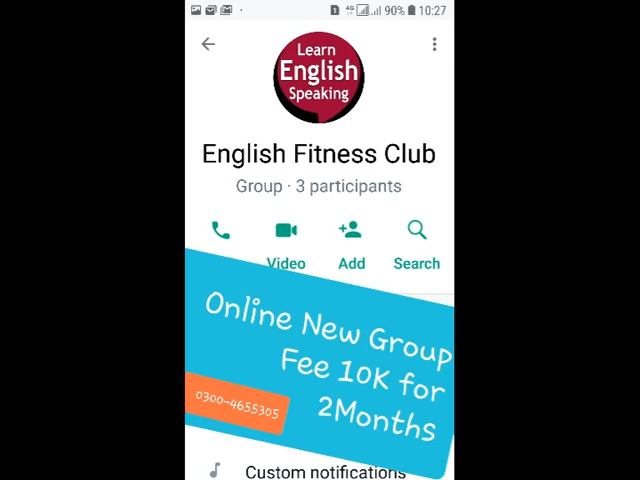 90% 10:27
Learn
English
Speaking
English Fitness Club
Group · 3 participants
Video Add Search
Online New Group
Fee 10K for
2Months
0300-4655305
Custom notifications